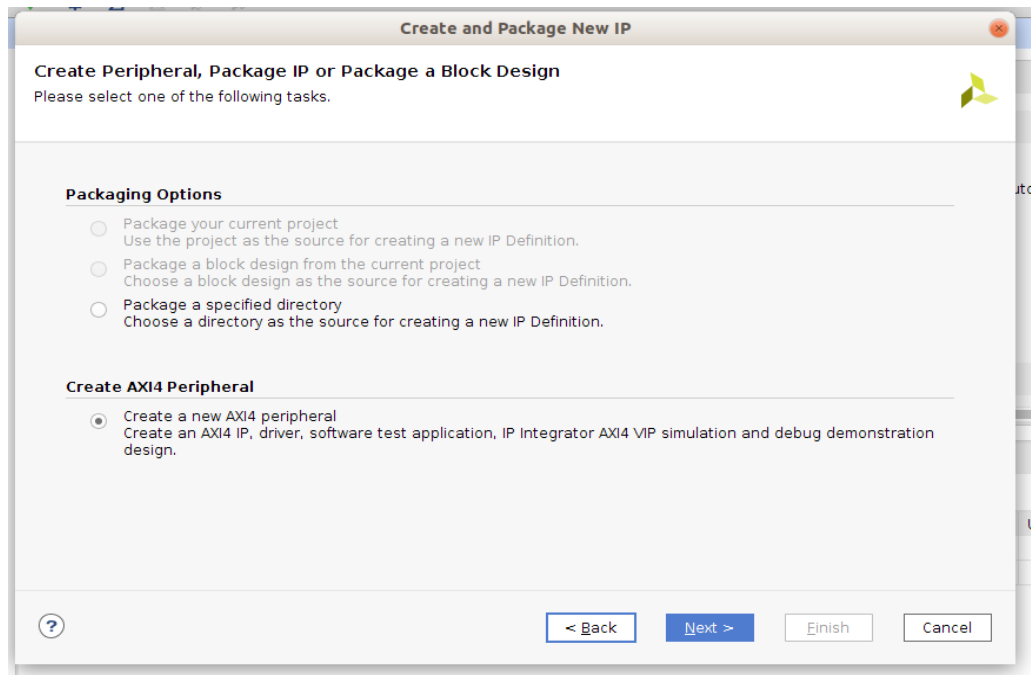 Create and Package New IP
Create Peripheral, Package IP or Package a Block Design
Please select one of the following tasks.
Packaging Options
Package your current project
Use the project as the source for creating a new IP Definition.
Package a block design from the current project
Choose a block design as the source for creating a new IP Definition.
Package a specified directory
Choose a directory as the source for creating a new IP Definition.
Create AXI4 Peripheral
Create a new AXI4 peripheral
Create an AXI4 IP, driver, software test application, IP Integrator AXI4 VIP simulation and debug demonstration
design.
?
< Back
Next >
Finish
Cancel